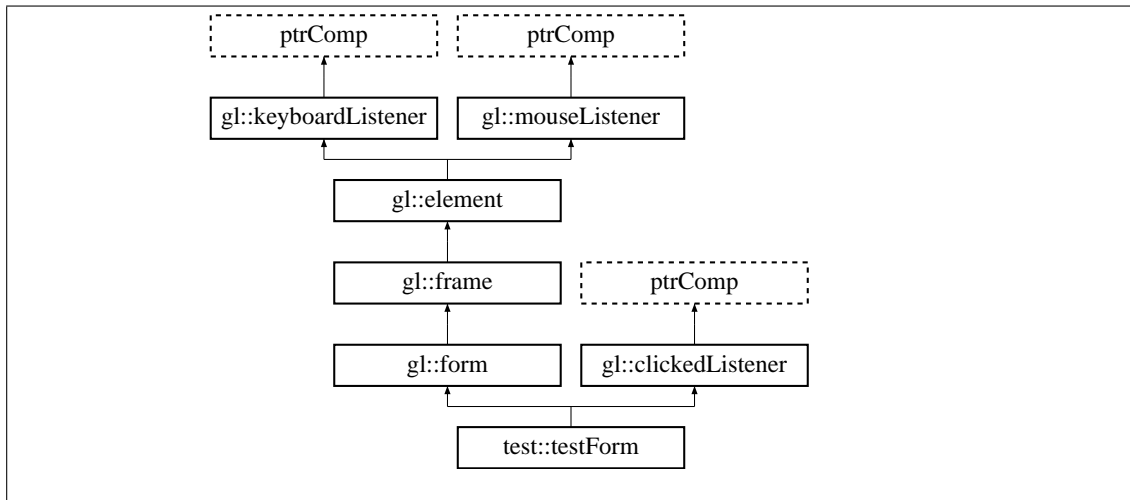 ptrComp ptrComp
gl::keyboardListener gl::mouseListener
gl::element
gl::frame ptrComp
gl::form gl::clickedListener
test::testForm